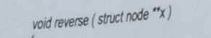 void reverse ( struct node **x )